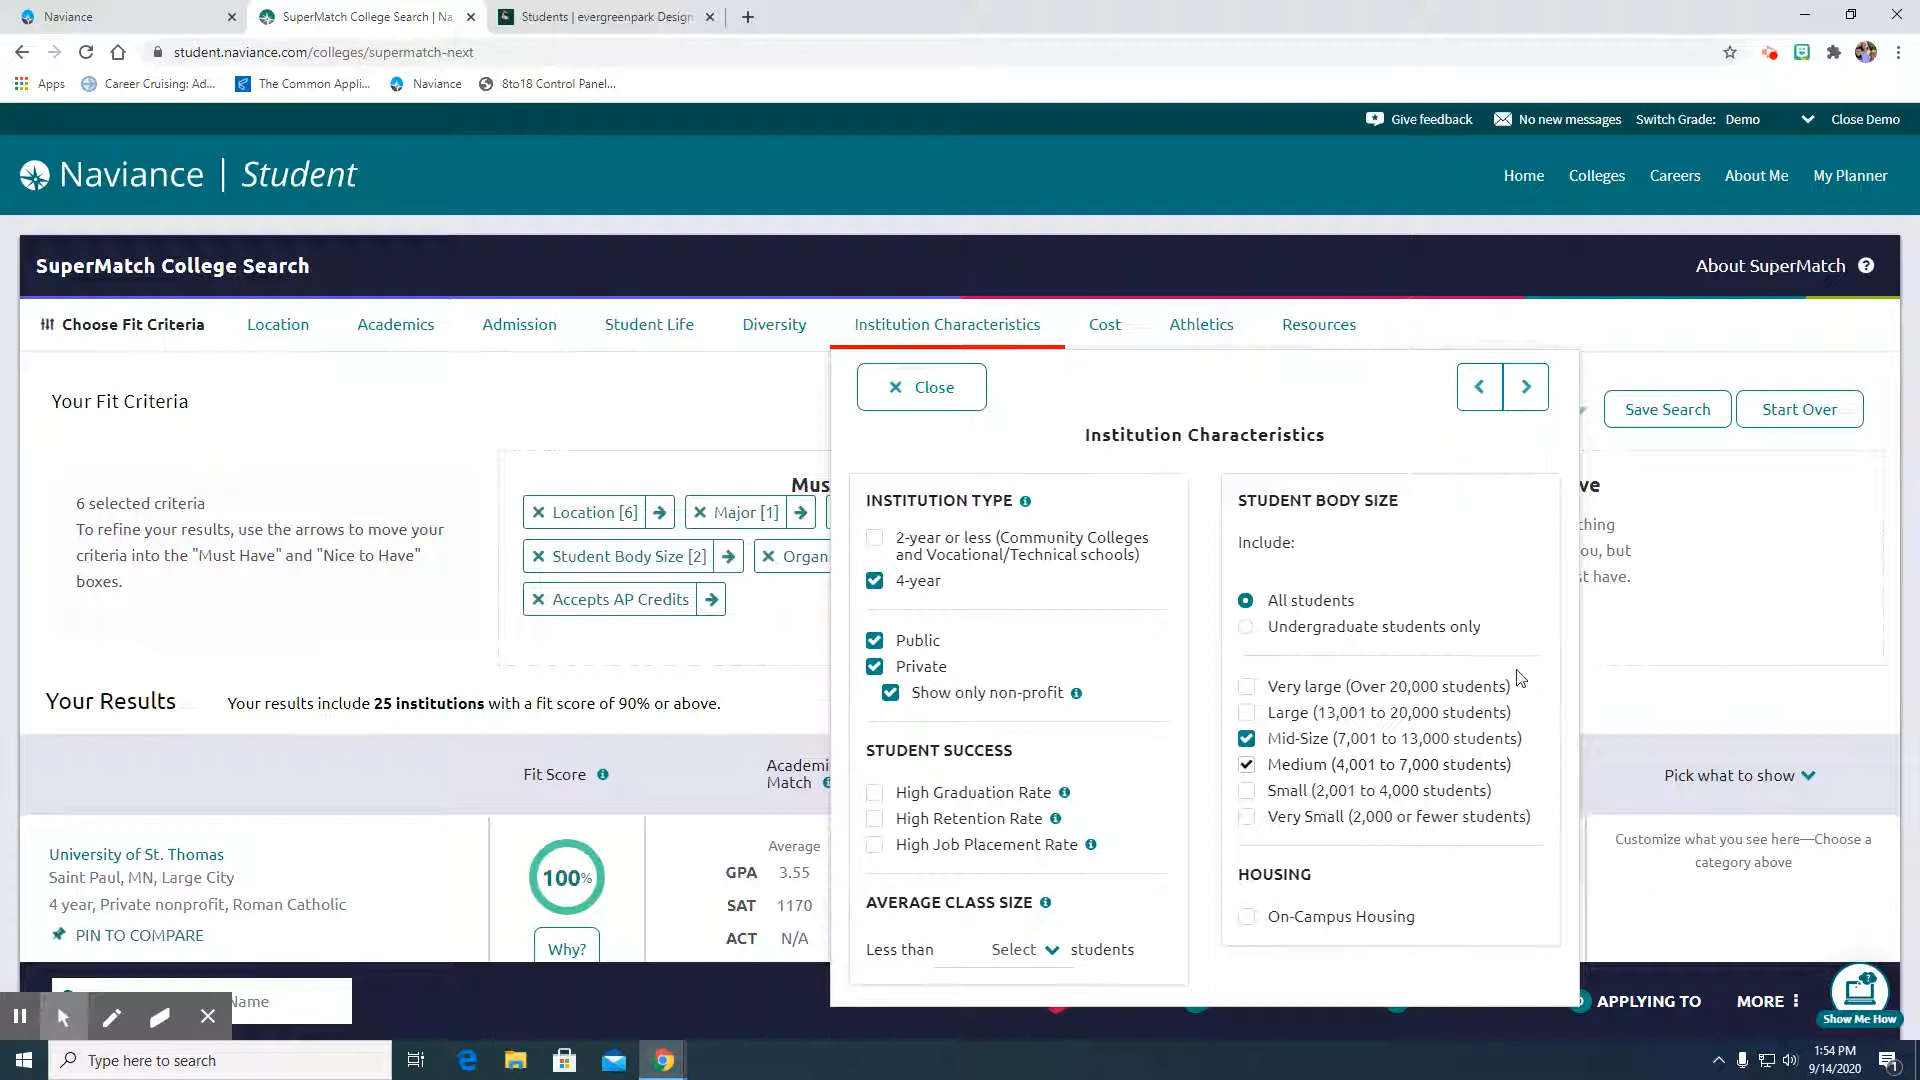 Naviance
SuperMatch College Search | Na
Students | evergreenpark Design
student.naviance.com/colleges/supermatch-next
Apps
Career Cruising: Ad...
The Common Appli...
Naviance
8to18 Control Panel...
Give feedback
No new messages
Switch Grade: Demo
Close Demo
Naviance | Student
Home
Colleges
Careers
About Me
My Planner
SuperMatch College Search
About SuperMatch
Choose Fit Criteria
Location
Academics
Admission
Student Life
Diversity
Institution Characteristics
Cost
Athletics
Resources
Close
Your Fit Criteria
Save Search
Start Over
Institution Characteristics
6 selected criteria
To refine your results, use the arrows to move your
criteria into the "Must Have" and "Nice to Have"
boxes.
Mus
Location [6]
Major [1]
Student Body Size [2]
Organ
Accepts AP Credits
INSTITUTION TYPE
2-year or less (Community Colleges
and Vocational/Technical schools)
4-year
Public
Private
Show only non-profit
STUDENT SUCCESS
High Graduation Rate
High Retention Rate
High Job Placement Rate
AVERAGE CLASS SIZE
Less than Select students
STUDENT BODY SIZE
Include:
All students
Undergraduate students only
Very large (Over 20,000 students)
Large (13,001 to 20,000 students)
Mid-Size (7,001 to 13,000 students)
Medium (4,001 to 7,000 students)
Small (2,001 to 4,000 students)
Very Small (2,000 or fewer students)
HOUSING
On-Campus Housing
ve
thing
ou, but
st have.
Your Results
Your results include 25 institutions with a fit score of 90% or above.
Fit Score
Academi
Match
Pick what to show
University of St. Thomas
Saint Paul, MN, Large City
4 year, Private nonprofit, Roman Catholic
PIN TO COMPARE
100%
Why?
Average
GPA 3.55
SAT 1170
ACT N/A
Customize what you see here—Choose a
category above
Name
APPLYING TO
MORE
Show Me How
Type here to search
1:54 PM
9/14/2020
1